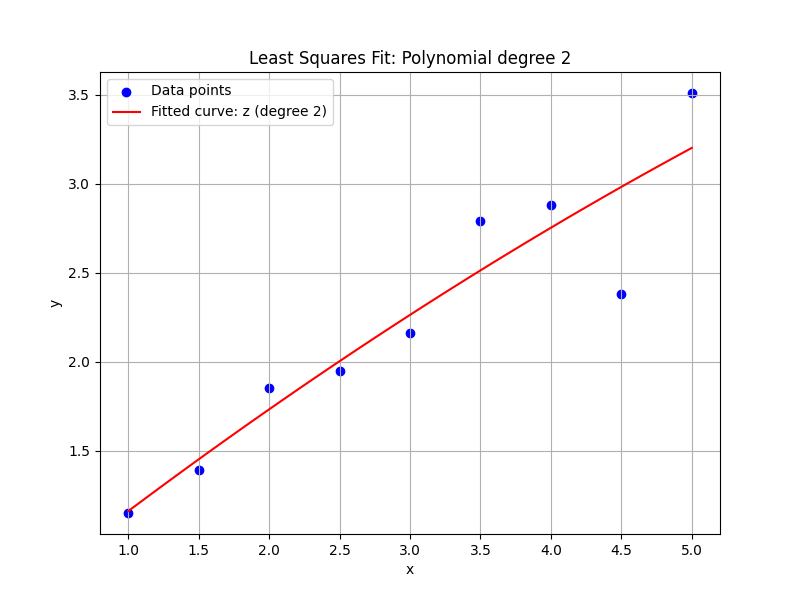 Least Squares Fit: Polynomial degree 2
Data points
Fitted curve: z (degree 2)
3.5
3.0
2.5
2.0
1.5
y
1.0 1.5 2.0 2.5 3.0 3.5 4.0 4.5 5.0
x